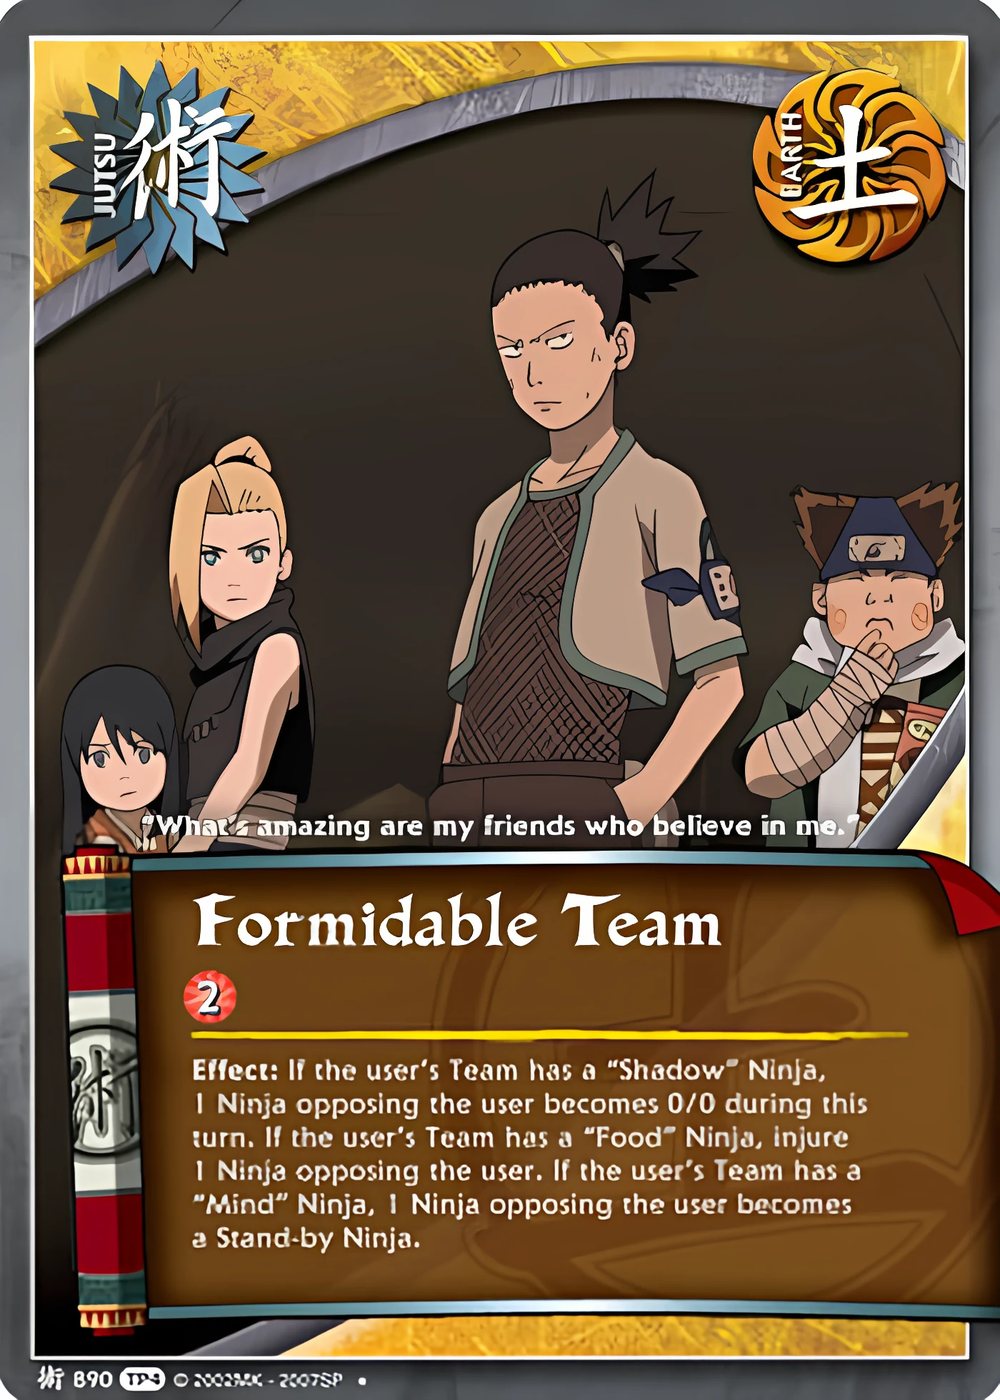 JUTSU 術
EARTH 土
"What's amazing are my friends who believe in me."
Formidable Team
2
Effect: If the user's Team has a "Shadow" Ninja,
1 Ninja opposing the user becomes 0/0 during this
turn. If the user's Team has a "Food" Ninja, injure
1 Ninja opposing the user. If the user's Team has a
"Mind" Ninja, 1 Ninja opposing the user becomes
a Stand-by Ninja.
術
術 890 © 2002MK - 2007SP •